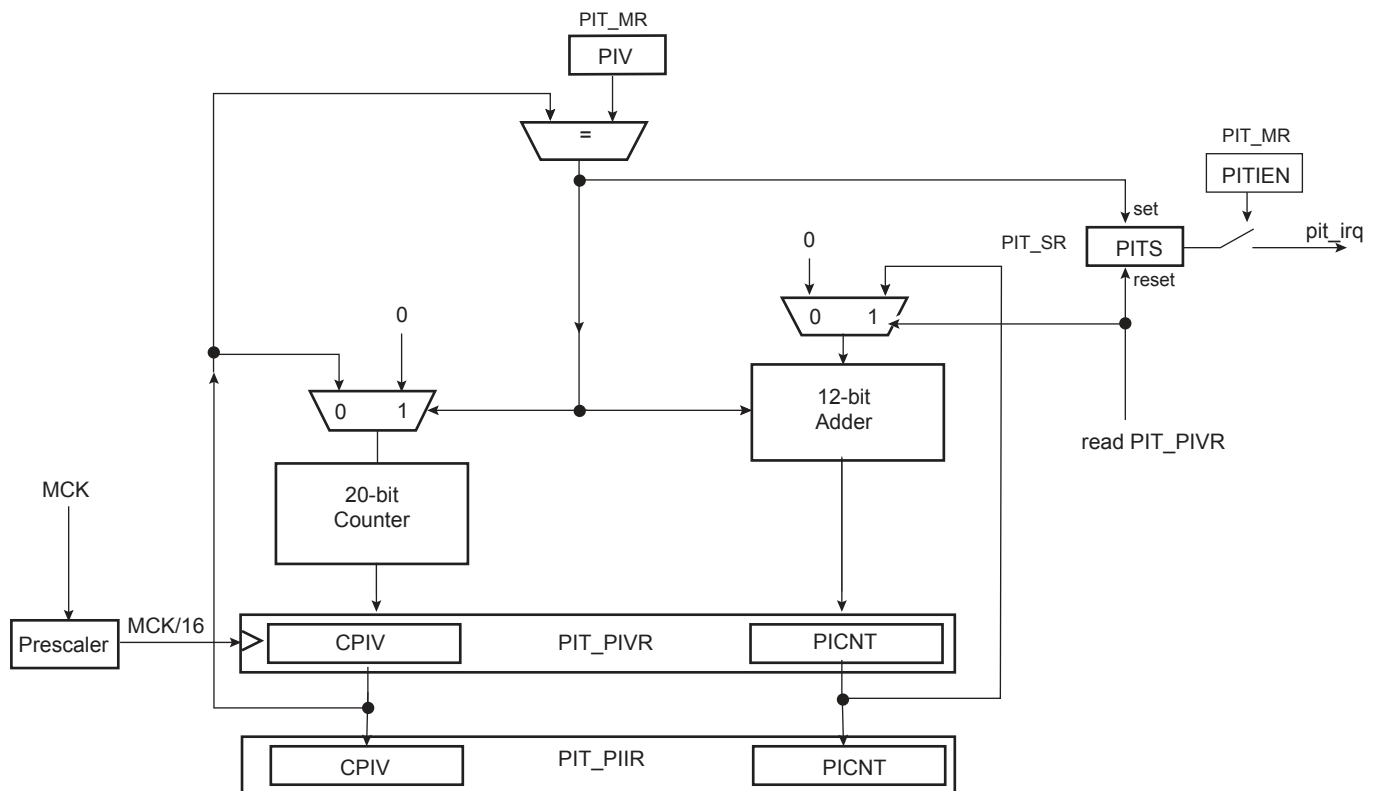 PIT_MR
PIV
=
PIT_MR
PITIEN
set
0
PIT_SR
PITS
pit_irq
reset
0
0 1
0 1
12-bit
Adder
read PIT_PIVR
MCK
20-bit
Counter
Prescaler
MCK/16
CPIV
PIT_PIVR
PICNT
CPIV
PIT_PIIR
PICNT